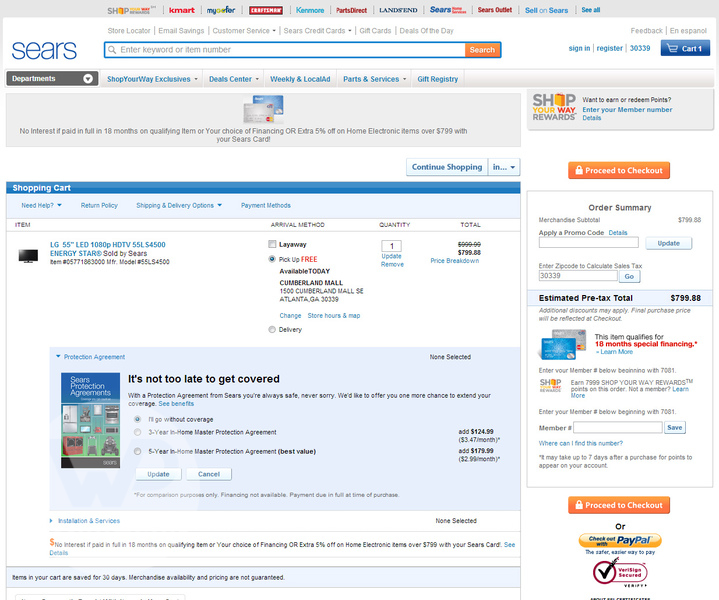 SHOP YOUR WAY REWARDS kmart mygofer CRAFTSMAN Kenmore PartsDirect LANDS'END Sears Home Services Sears Outlet Sell on Sears See all
Store Locator Email Savings Customer Service Sears Credit Cards Gift Cards Deals Of the Day Feedback En espanol
sears
Enter keyword or item number Search
sign in register 30339 Cart 1
Departments ShopYourWay Exclusives Deals Center Weekly & LocalAd Parts & Services Gift Registry
No Interest if paid in full in 18 months on qualifying Item or Your choice of Financing OR Extra 5% off on Home Electronic items over $799 with
your Sears Card!
SHOP YOUR WAY REWARDS
Want to earn or redeem Points?
Enter your Member number
Details
Continue Shopping in...
Proceed to Checkout
Shopping Cart
Need Help? Return Policy Shipping & Delivery Options Payment Methods
ITEM ARRIVAL METHOD QUANTITY TOTAL
LG 55" LED 1080p HDTV 55LS4500
ENERGY STAR® Sold by Sears
Item #05771863000 Mfr. Model #55LS4500
Layaway
Pick Up FREE
AvailableTODAY
CUMBERLAND MALL
1500 CUMBERLAND MALL SE
ATLANTA,GA 30339
Change Store hours & map
Delivery
1
Update
Remove
$999.99
$799.88
Price Breakdown
Protection Agreement None Selected
Sears
Protection
Agreements
sears
It's not too late to get covered
With a Protection Agreement from Sears you're always safe, never sorry. We'd like to offer you one more chance to extend your
coverage. See benefits
I'll go without coverage
3-Year In-Home Master Protection Agreement add $124.99
($3.47/month)*
5-Year In-Home Master Protection Agreement (best value) add $179.99
($2.99/month)*
Update Cancel
*For comparison purposes only. Financing not available. Payment due in full at time of purchase.
Installation & Services None Selected
$No Interest if paid in full in 18 months on qualifying Item or Your choice of Financing OR Extra 5% off on Home Electronic items over $799 with your Sears Card!. See
Details
Items in your cart are saved for 30 days. Merchandise availability and pricing are not guaranteed.
Order Summary
Merchandise Subtotal $799.88
Apply a Promo Code Details
Update
Enter Zipcode to Calculate Sales Tax
30339 Go
Estimated Pre-tax Total $799.88
Additional discounts may apply. Final purchase price
will be reflected at Checkout.
This item qualifies for
18 months special financing.*
» Learn More
Enter your Member # below beginning with 7081.
SHOP YOUR WAY REWARDS
Earn 7999 SHOP YOUR WAY REWARDS™
points on this order. Not a member? Learn
More
Enter your Member # below beginning with 7081.
Member # Save
Where can I find this number?
*It may take up to 7 days after a purchase for points to
appear on your account.
Proceed to Checkout
Or
Check out with PayPal
The safer, easier way to pay
VeriSign
Secured
VERIFY
ABOUT SSL CERTIFICATES